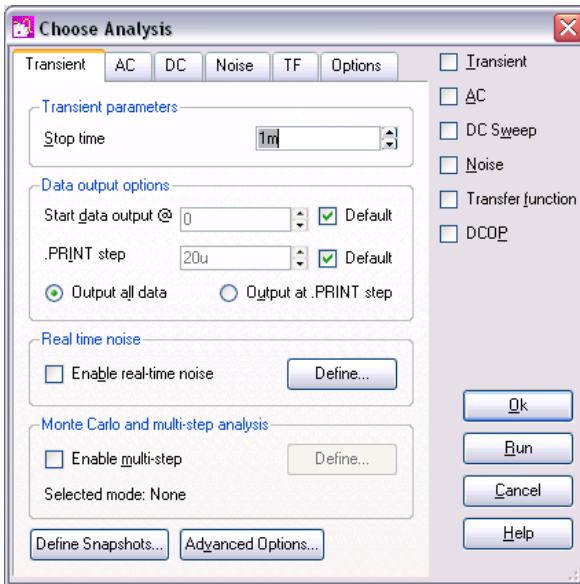 Choose Analysis
Transient AC DC Noise TF Options
Transient parameters
Stop time 1m
Data output options
Start data output @ 0 Default
.PRINT step 20u Default
Output all data Output at .PRINT step
Real time noise
Enable real-time noise Define...
Monte Carlo and multi-step analysis
Enable multi-step Define...
Selected mode: None
Define Snapshots... Advanced Options...
Transient
AC
DC Sweep
Noise
Transfer function
DCOP
Ok
Run
Cancel
Help